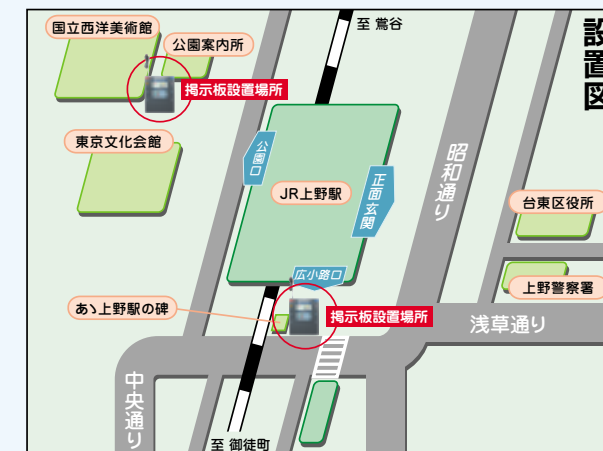 設置図
国立西洋美術館
至 鶯谷
公園案内所
掲示板設置場所
東京文化会館
公園口
昭和通り
JR上野駅
正面玄関
台東区役所
広小路口
上野警察署
あゝ上野駅の碑
掲示板設置場所
浅草通り
中央通り
至 御徒町